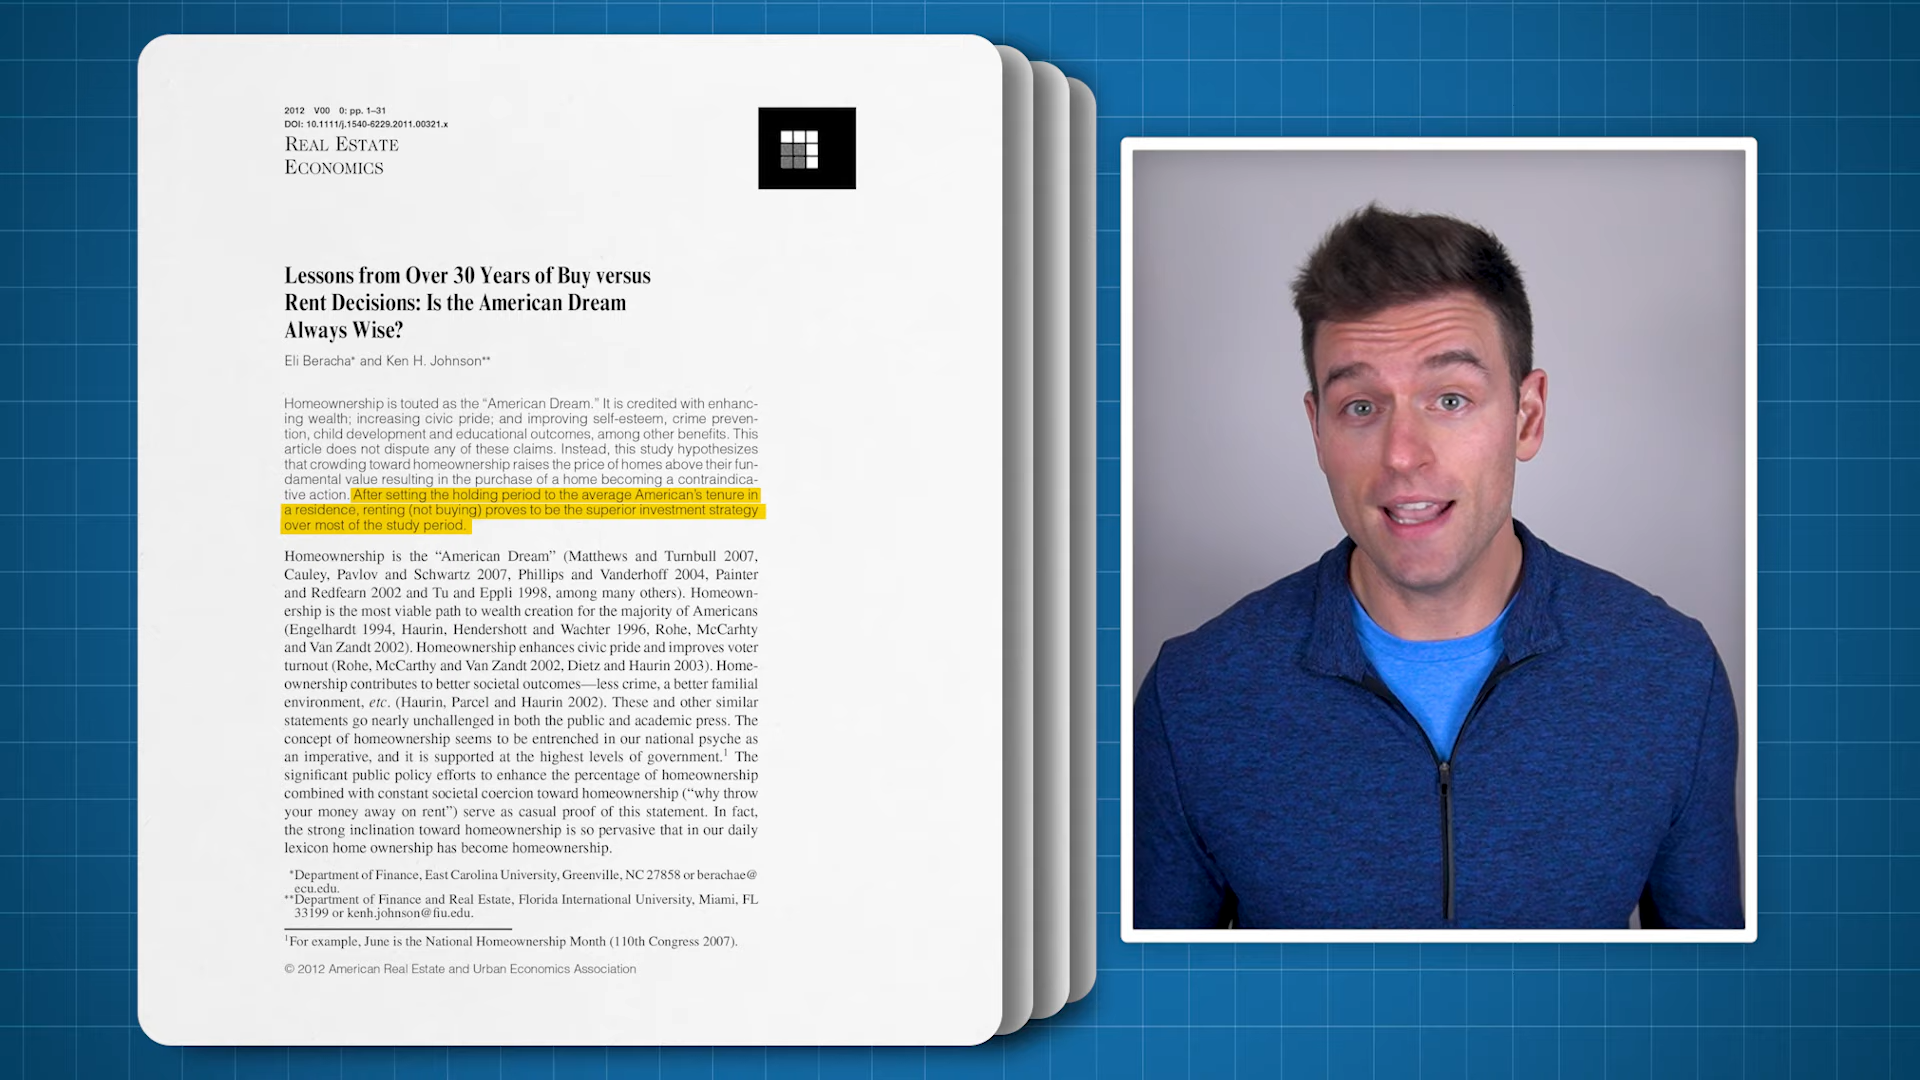 2012 V00 0: pp. 1–31
DOI: 10.1111/j.1540-6229.2011.00321.x
REAL ESTATE
ECONOMICS
Lessons from Over 30 Years of Buy versus
Rent Decisions: Is the American Dream
Always Wise?
Eli Beracha* and Ken H. Johnson**
Homeownership is touted as the “American Dream.” It is credited with enhanc-
ing wealth; increasing civic pride; and improving self-esteem, crime preven-
tion, child development and educational outcomes, among other benefits. This
article does not dispute any of these claims. Instead, this study hypothesizes
that crowding toward homeownership raises the price of homes above their fun-
damental value resulting in the purchase of a home becoming a contraindica-
tive action. After setting the holding period to the average American’s tenure in
a residence, renting (not buying) proves to be the superior investment strategy
over most of the study period.
Homeownership is the “American Dream” (Matthews and Turnbull 2007,
Cauley, Pavlov and Schwartz 2007, Phillips and Vanderhoff 2004, Painter
and Redfearn 2002 and Tu and Eppli 1998, among many others). Homeown-
ership is the most viable path to wealth creation for the majority of Americans
(Engelhardt 1994, Haurin, Hendershott and Wachter 1996, Rohe, McCarhty
and Van Zandt 2002). Homeownership enhances civic pride and improves voter
turnout (Rohe, McCarthy and Van Zandt 2002, Dietz and Haurin 2003). Home-
ownership contributes to better societal outcomes—less crime, a better familial
environment, etc. (Haurin, Parcel and Haurin 2002). These and other similar
statements go nearly unchallenged in both the public and academic press. The
concept of homeownership seems to be entrenched in our national psyche as
an imperative, and it is supported at the highest levels of government.1 The
significant public policy efforts to enhance the percentage of homeownership
combined with constant societal coercion toward homeownership (“why throw
your money away on rent”) serve as casual proof of this statement. In fact,
the strong inclination toward homeownership is so pervasive that in our daily
lexicon home ownership has become homeownership.
*Department of Finance, East Carolina University, Greenville, NC 27858 or berachae@
ecu.edu.
**Department of Finance and Real Estate, Florida International University, Miami, FL
33199 or kenh.johnson@fiu.edu.
1For example, June is the National Homeownership Month (110th Congress 2007).
© 2012 American Real Estate and Urban Economics Association